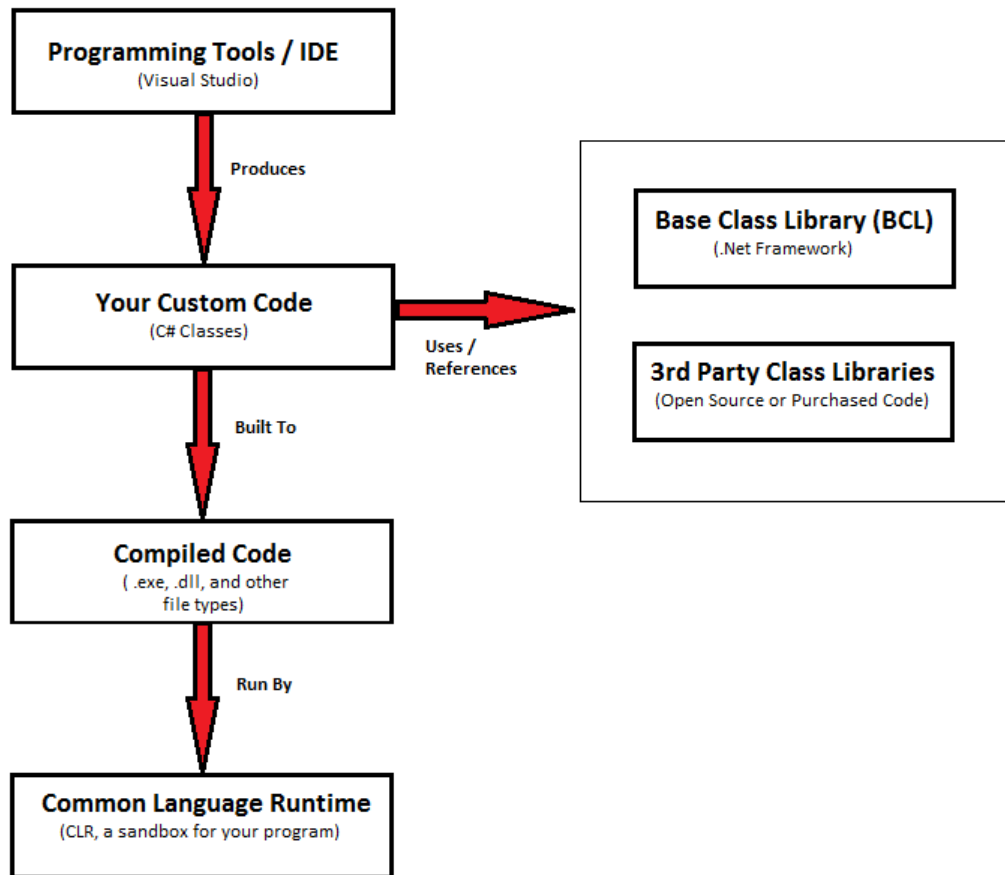 Programming Tools / IDE
(Visual Studio)
Produces
Your Custom Code
(C# Classes)
Uses /
References
Base Class Library (BCL)
(.Net Framework)
3rd Party Class Libraries
(Open Source or Purchased Code)
Built To
Compiled Code
( .exe, .dll, and other
file types)
Run By
Common Language Runtime
(CLR, a sandbox for your program)